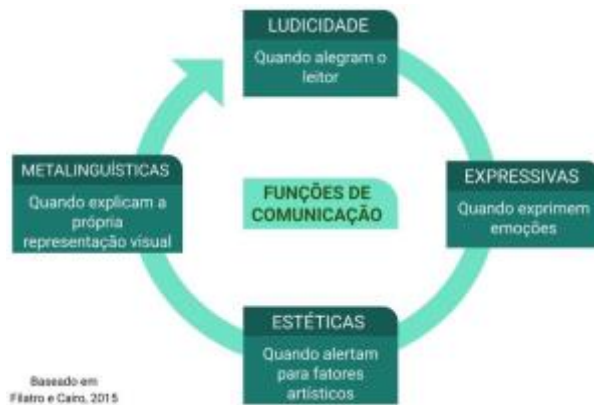 LUDICIDADE
Quando alegram o
leitor
METALINGUÍSTICAS
Quando explicam a
própria
representação visual
FUNÇÕES DE
COMUNICAÇÃO
EXPRESSIVAS
Quando exprimem
emoções
ESTÉTICAS
Quando alertam
para fatores
artísticos
Baseado em
Filatro e Cairo, 2015